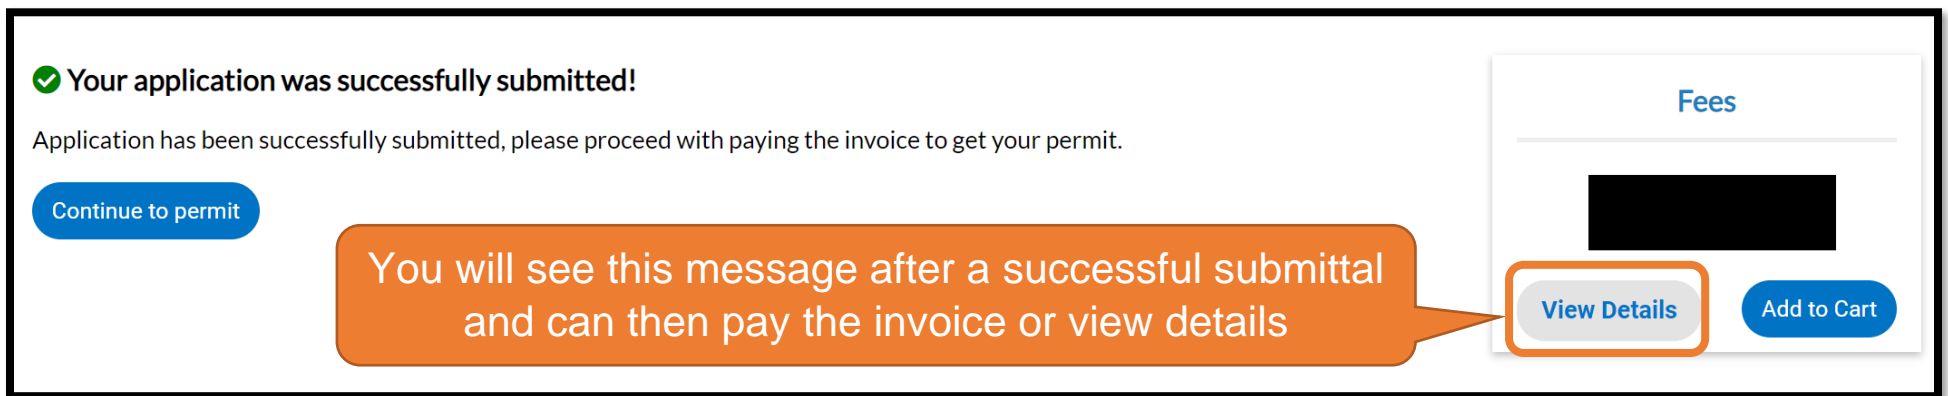 Your application was successfully submitted!
Application has been successfully submitted, please proceed with paying the invoice to get your permit.
Continue to permit
You will see this message after a successful submittal
and can then pay the invoice or view details
Fees
View Details
Add to Cart